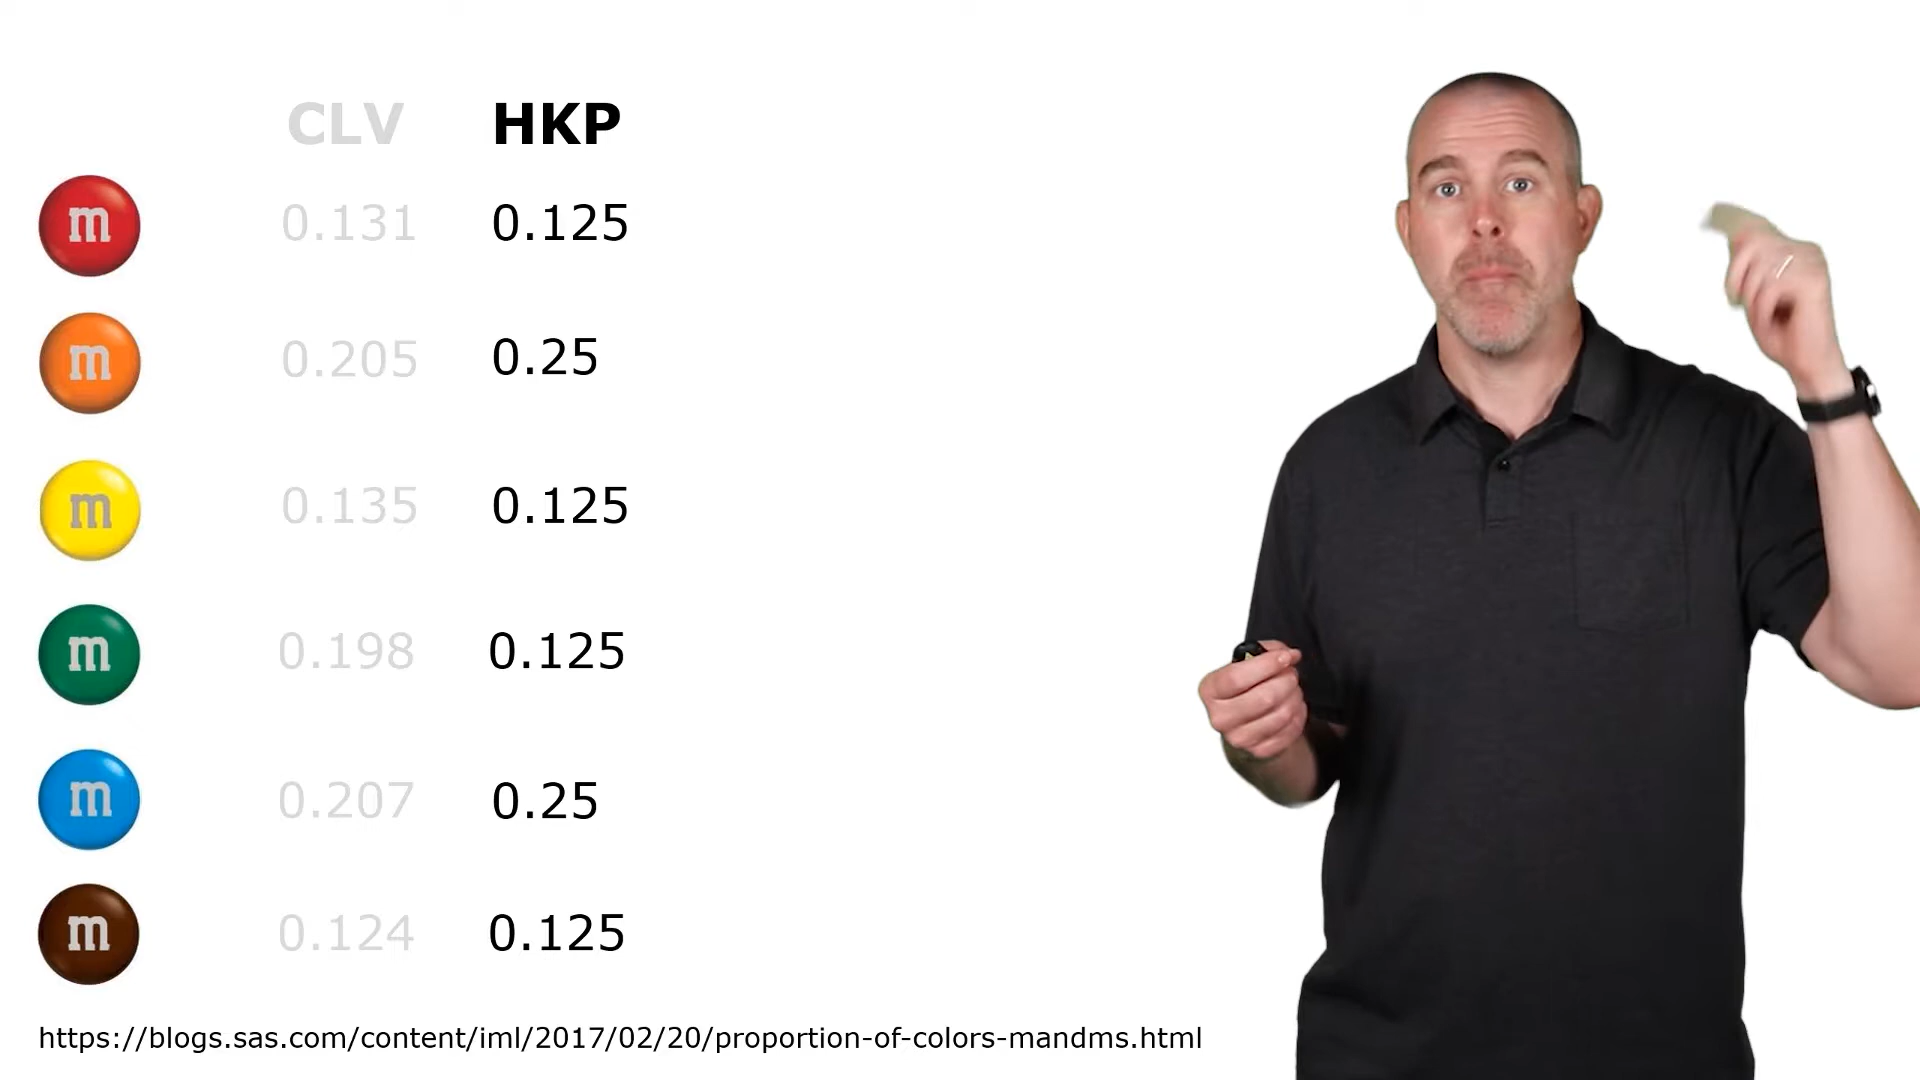 CLV HKP
m 0.131 0.125
m 0.205 0.25
m 0.135 0.125
m 0.198 0.125
m 0.207 0.25
m 0.124 0.125
https://blogs.sas.com/content/iml/2017/02/20/proportion-of-colors-mandms.html